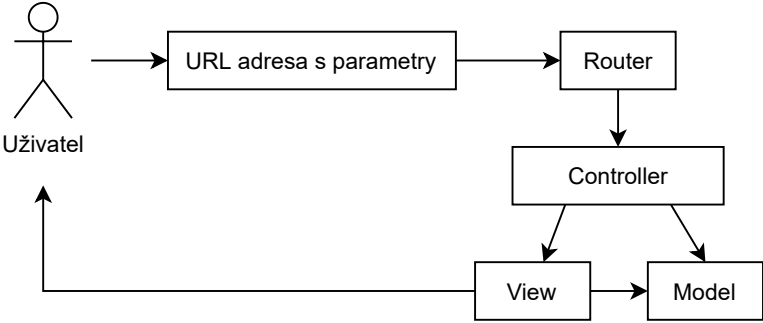 URL adresa s parametry
Router
Uživatel
Controller
View
Model